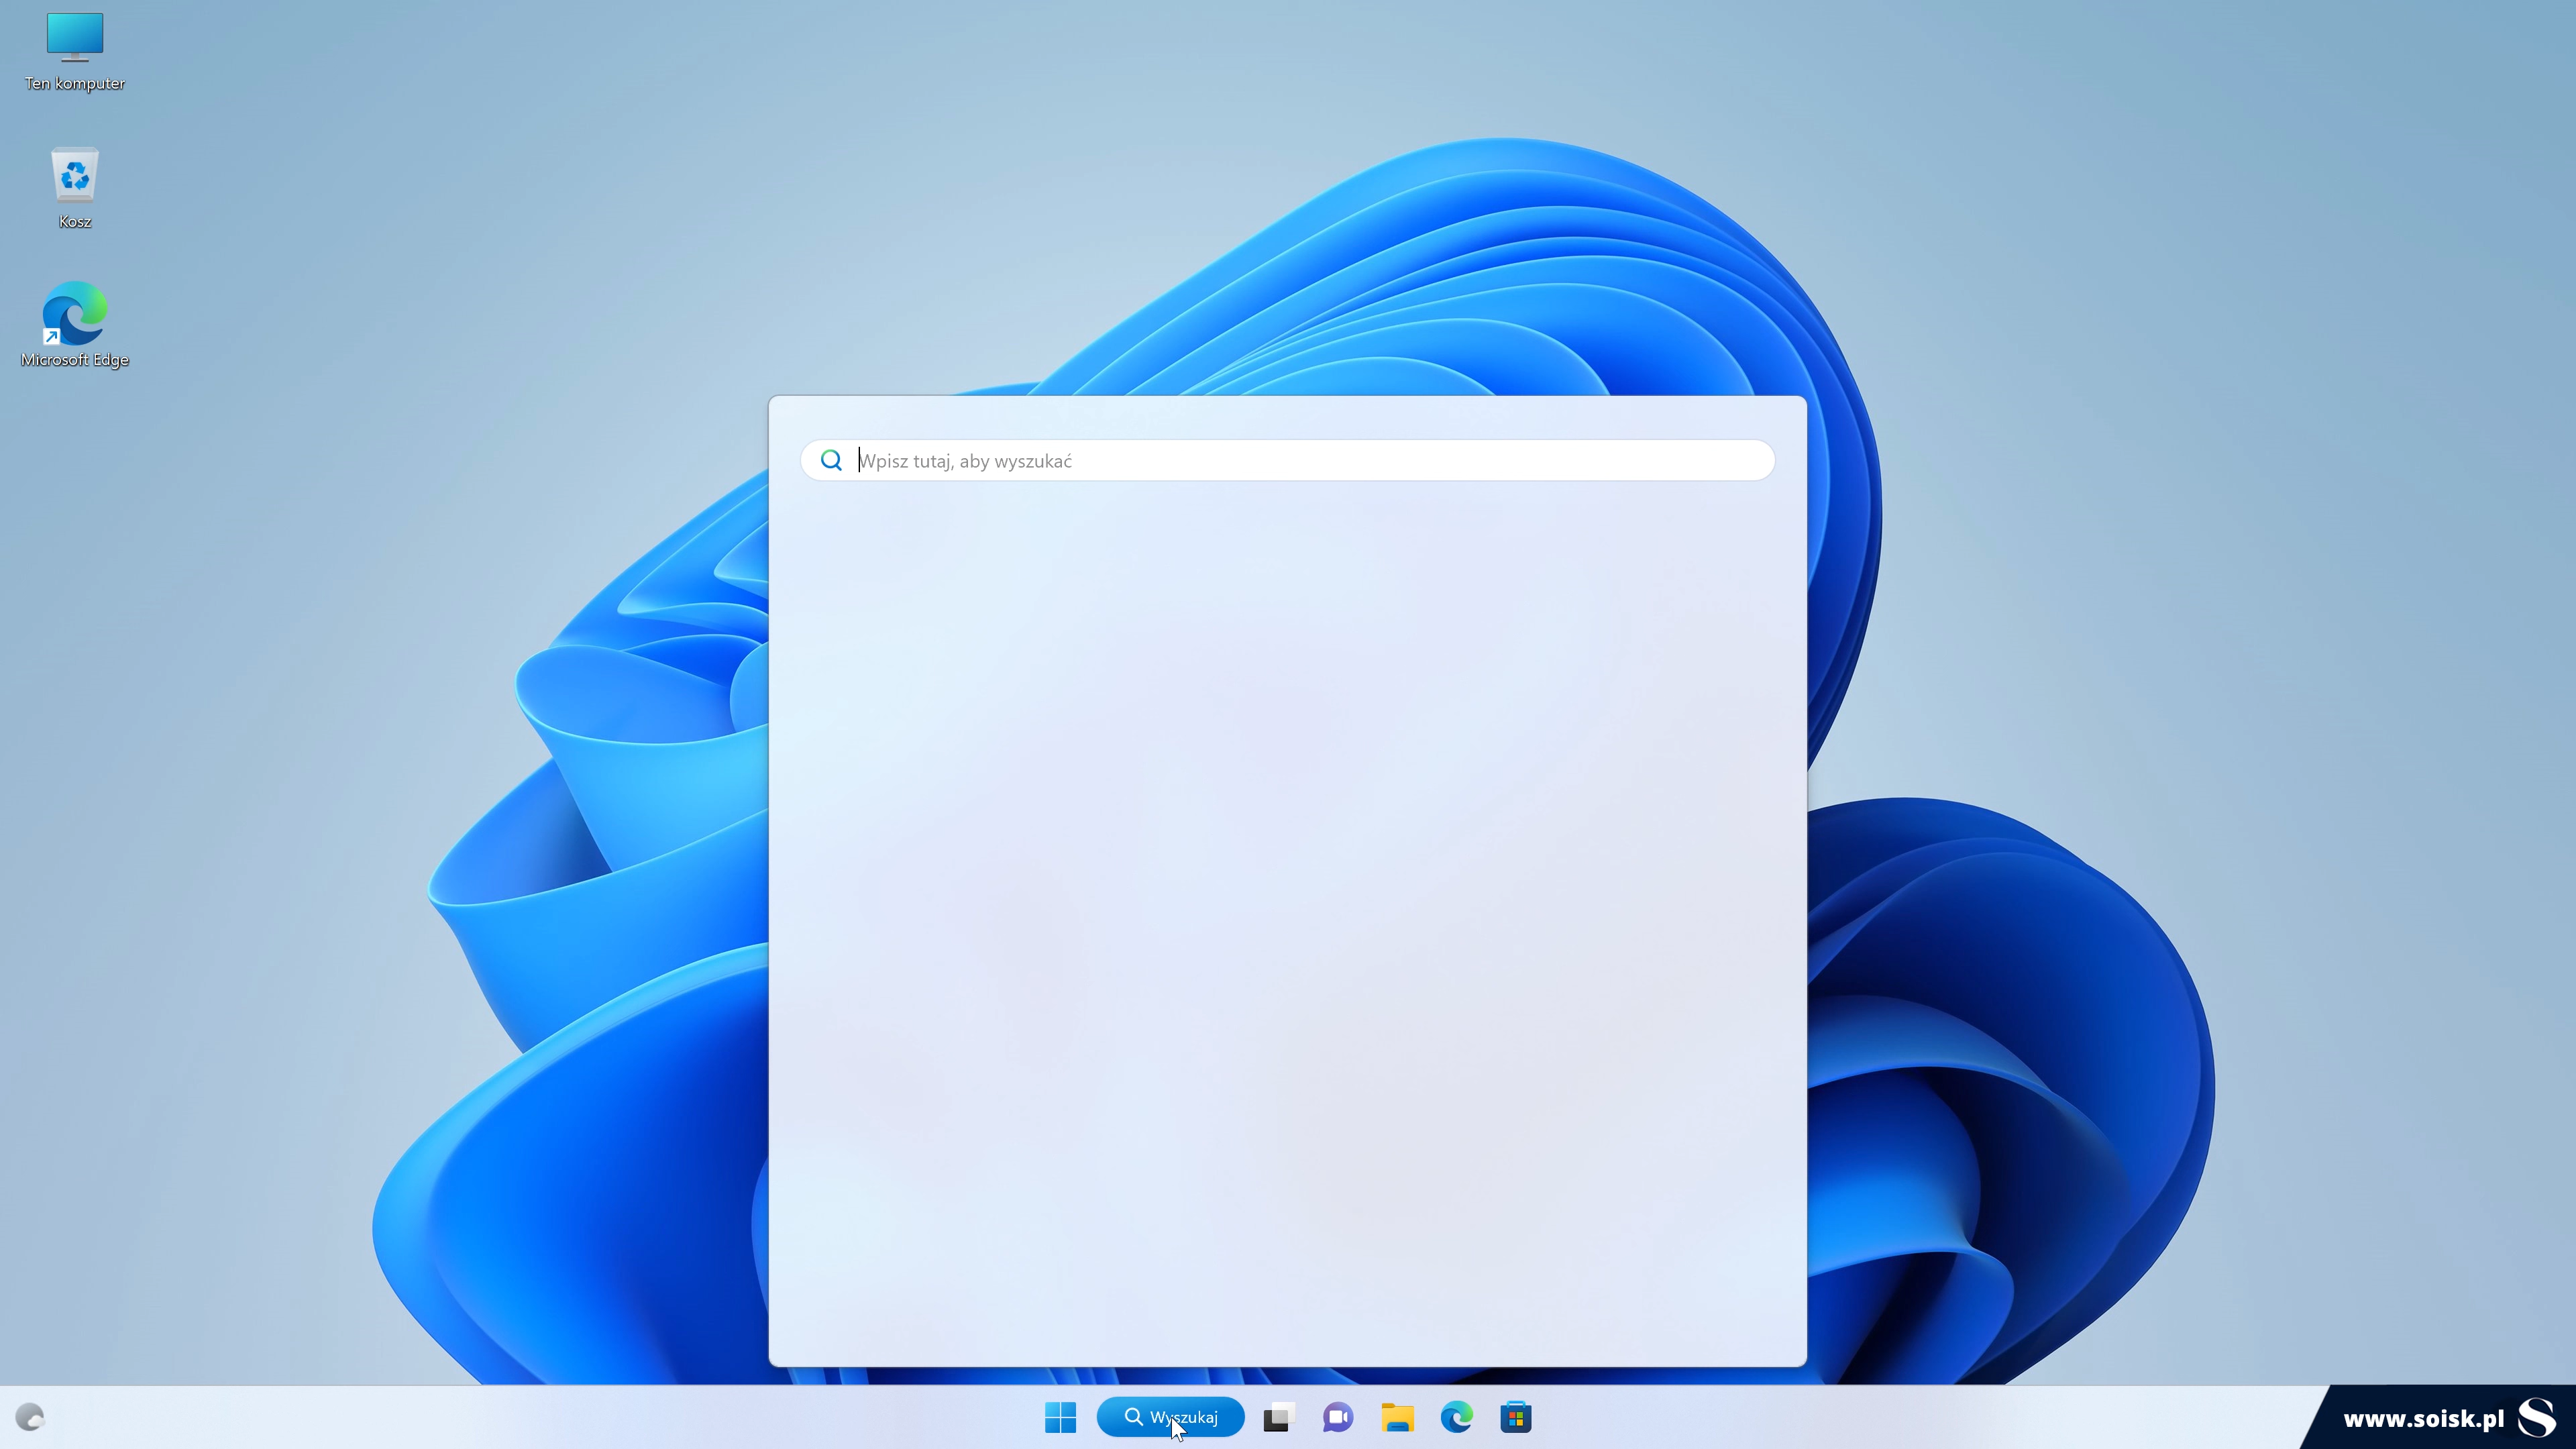 Ten komputer
Kosz
Microsoft Edge
Wpisz tutaj, aby wyszukać
Wyszukaj
www.soisk.pl